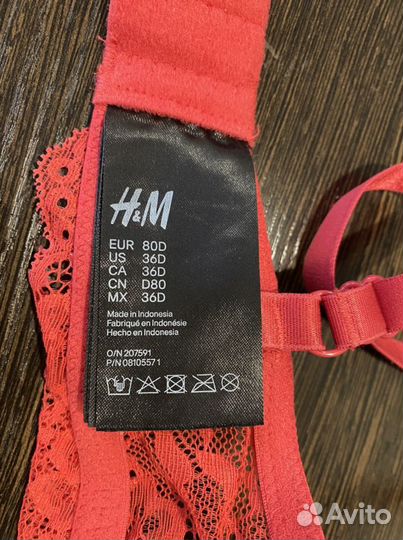 H&M
EUR 80D
US 36D
CA 36D
CN D80
MX 36D
Made in Indonesia
Fabriqué en Indonésie
Hecho en Indonesia
O/N 207591
P/N 08105571
Avito